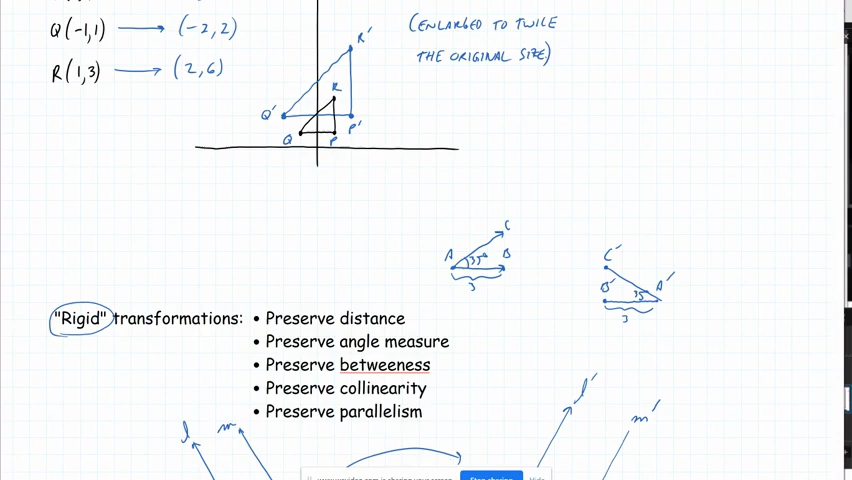 Q(-1,1) → (-2,2)
R(1,3) → (2,6)
(ENLARGED TO TWICE
THE ORIGINAL SIZE)
R'
R
Q'
P'
Q
P
C
A
35°
B
3
C'
B'
35°
A'
3
"Rigid" transformations:
• Preserve distance
• Preserve angle measure
• Preserve betweeness
• Preserve collinearity
• Preserve parallelism
l
m
l'
m'
Stop sharing
Hide